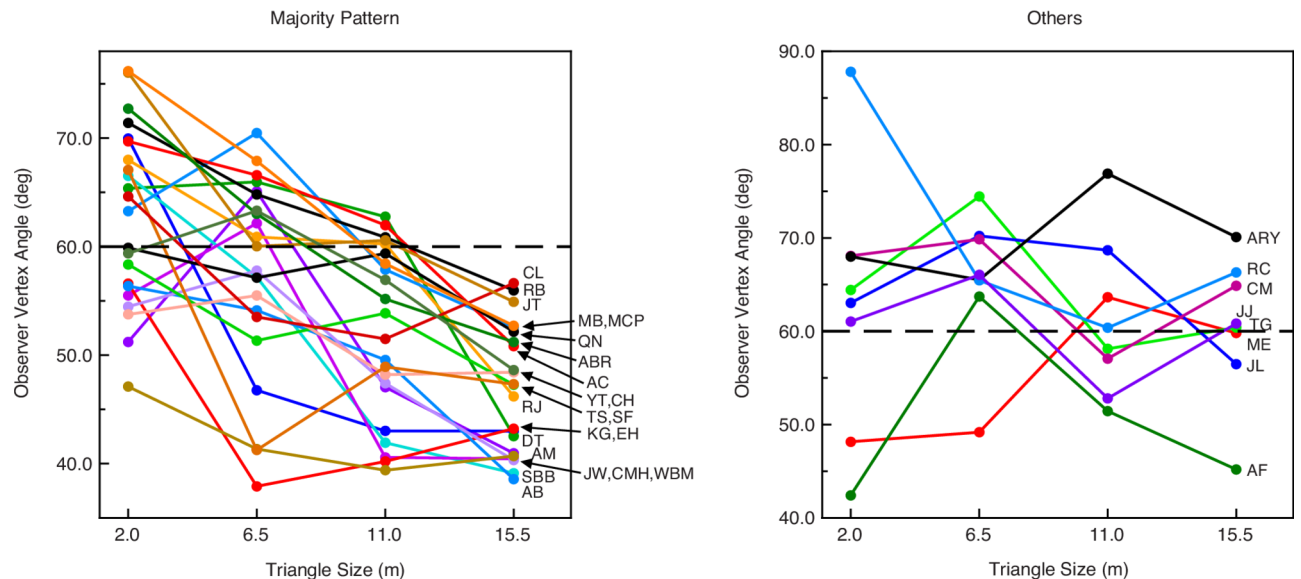 Majority Pattern
Observer Vertex Angle (deg)
70.0
60.0
50.0
40.0
2.0 6.5 11.0 15.5
Triangle Size (m)
CL
RB
JT
MB,MCP
QN
ABR
AC
YT,CH
TS,SF
RJ
KG,EH
DT
AM
JW,CMH,WBM
SBB
AB
Others
Observer Vertex Angle (deg)
90.0
80.0
70.0
60.0
50.0
40.0
2.0 6.5 11.0 15.5
Triangle Size (m)
ARY
RC
CM
JJ
TG
ME
JL
AF